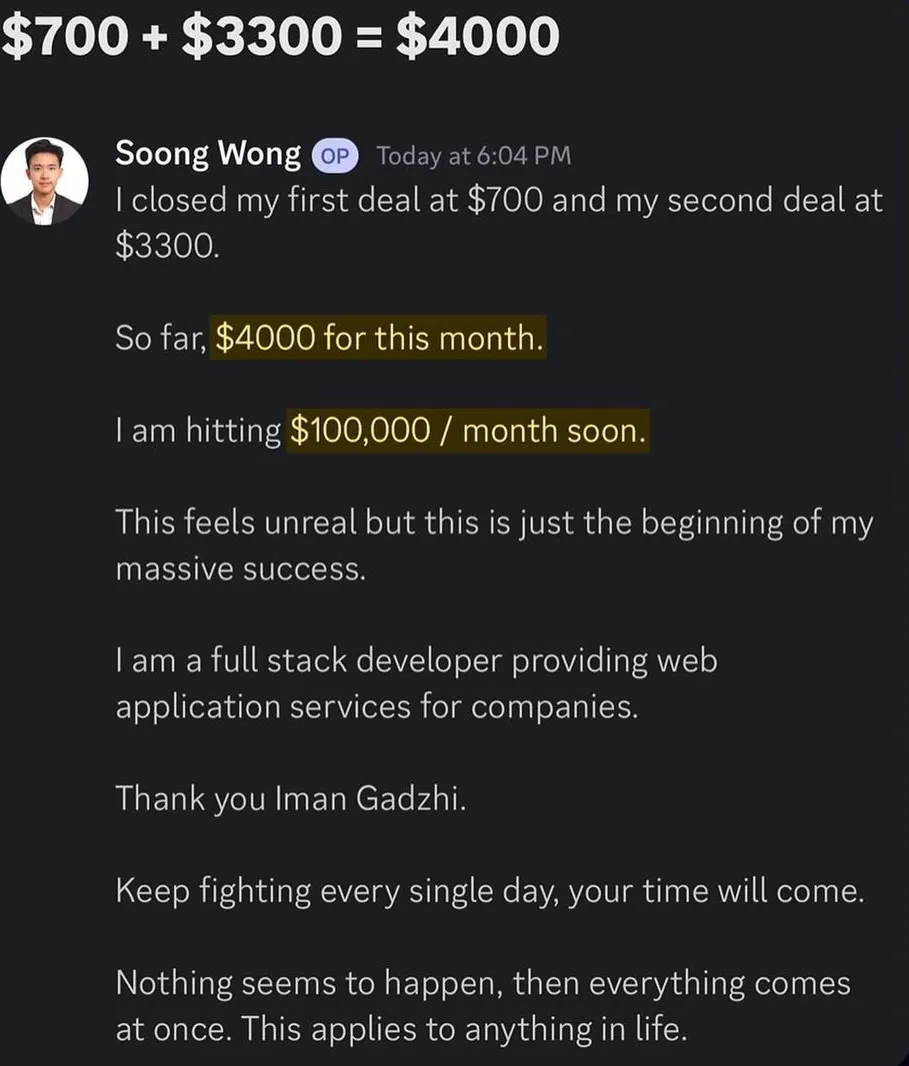 $700 + $3300 = $4000
Soong Wong OP Today at 6:04 PM
I closed my first deal at $700 and my second deal at
$3300.
So far, $4000 for this month.
I am hitting $100,000 / month soon.
This feels unreal but this is just the beginning of my
massive success.
I am a full stack developer providing web
application services for companies.
Thank you Iman Gadzhi.
Keep fighting every single day, your time will come.
Nothing seems to happen, then everything comes
at once. This applies to anything in life.